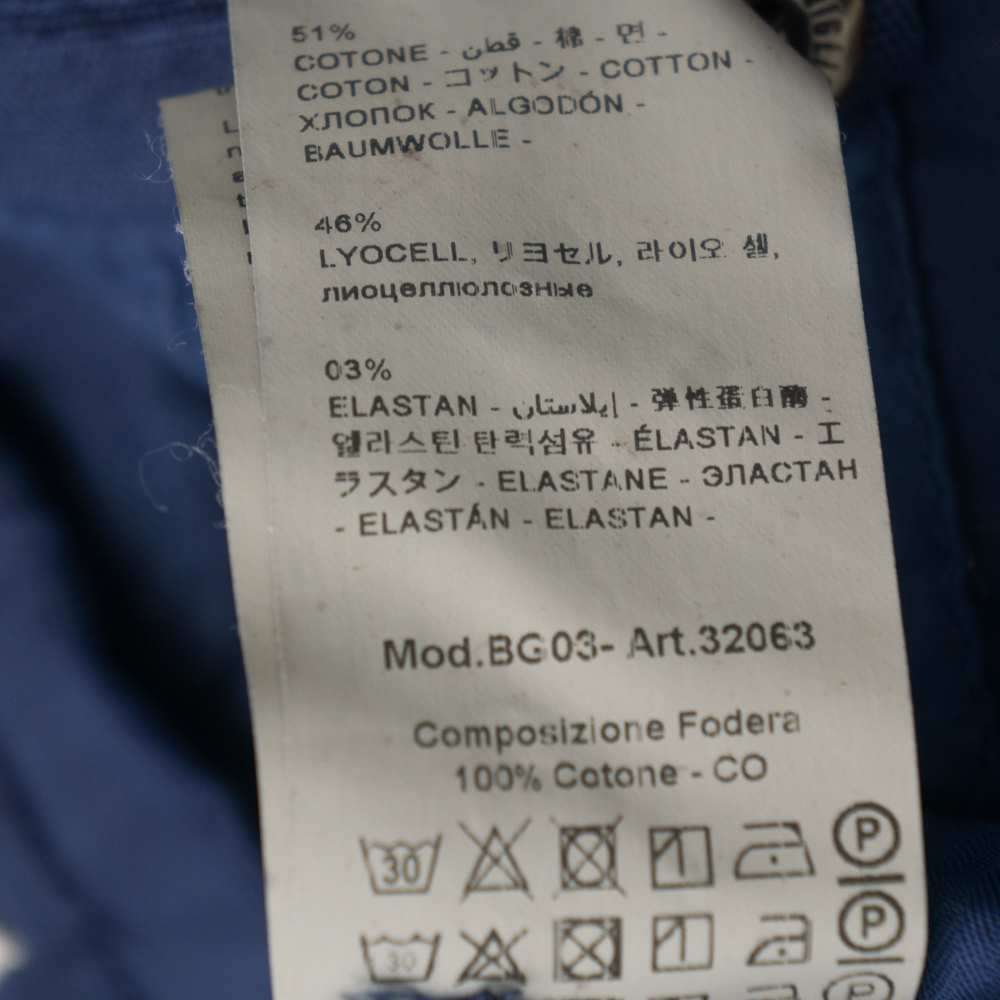 51%
COTONE - قطن - 棉 - 면 -
COTON - コットン - COTTON -
ХЛОПОК - ALGODÓN -
BAUMWOLLE -
46%
LYOCELL, リヨセル, 라이오 셀,
лиоцеллюлозные
03%
ELASTAN - إيلاستان - 弹性蛋白酶 -
엘라스틴 탄력섬유 - ÉLASTAN - エ
ラスタン - ELASTANE - ЭЛАСТАН
- ELASTÁN - ELASTAN -
Mod.BG03- Art.32063
Composizione Fodera
100% Cotone - CO
30 P
30 P
P